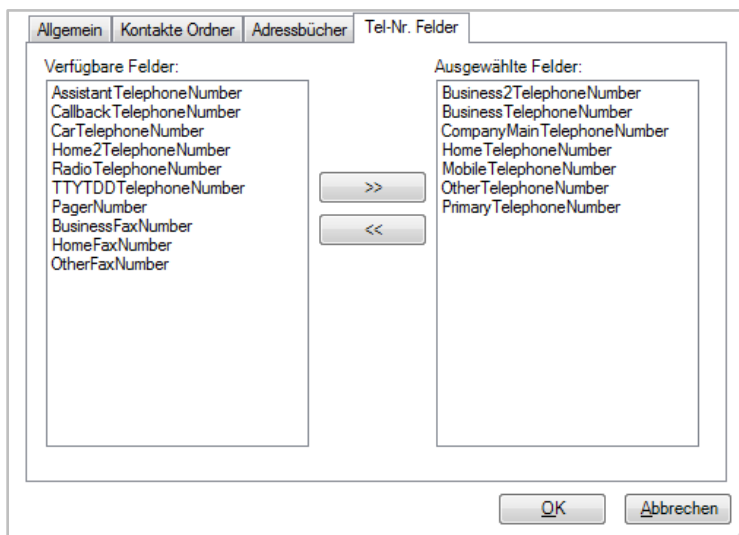 Allgemein Kontakte Ordner Adressbücher Tel-Nr. Felder
Verfügbare Felder:
AssistantTelephoneNumber
CallbackTelephoneNumber
CarTelephoneNumber
Home2TelephoneNumber
RadioTelephoneNumber
TTYTDDTelephoneNumber
PagerNumber
BusinessFaxNumber
HomeFaxNumber
OtherFaxNumber
>>
<<
Ausgewählte Felder:
Business2TelephoneNumber
BusinessTelephoneNumber
CompanyMainTelephoneNumber
HomeTelephoneNumber
MobileTelephoneNumber
OtherTelephoneNumber
PrimaryTelephoneNumber
OK Abbrechen